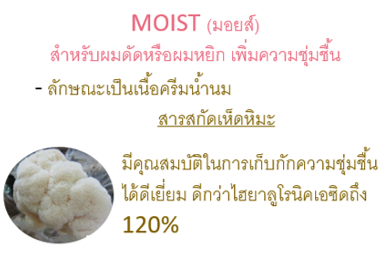 MOIST (มอยส์)
สำหรับผมดัดหรือผมหยิก เพิ่มความชุ่มชื้น
- ลักษณะเป็นเนื้อครีมน้ำนม
สารสกัดเห็ดหิมะ
มีคุณสมบัติในการเก็บกักความชุ่มชื้น
ได้ดีเยี่ยม ดีกว่าไฮยาลูโรนิคเอซิดถึง
120%